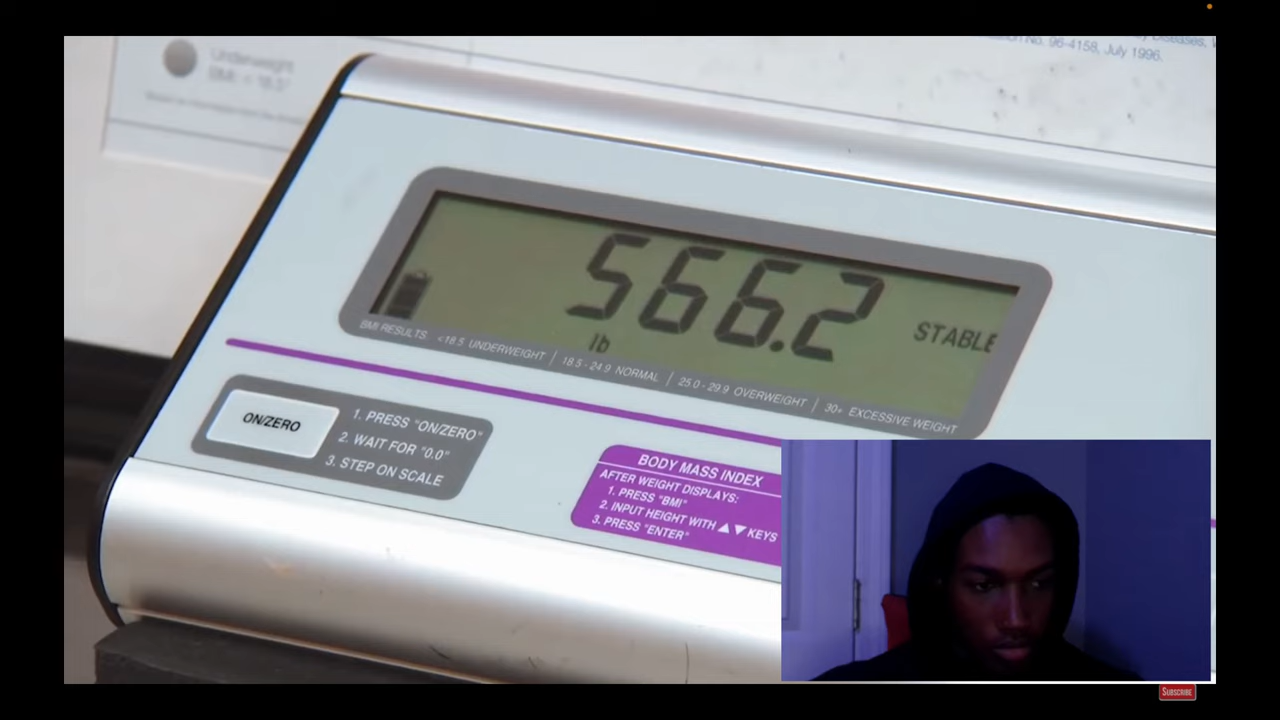 No. 96-4158, July 1996.
Underweight
566.2
lb
STABLE
BMI RESULTS: <18.5 UNDERWEIGHT | 18.5 - 24.9 NORMAL | 25.0 - 29.9 OVERWEIGHT | 30+ EXCESSIVE WEIGHT
ON/ZERO
1. PRESS "ON/ZERO"
2. WAIT FOR "0.0"
3. STEP ON SCALE
BODY MASS INDEX
AFTER WEIGHT DISPLAYS:
1. PRESS "BMI"
2. INPUT HEIGHT WITH ▲ ▼ KEYS
3. PRESS "ENTER"
SUBSCRIBE